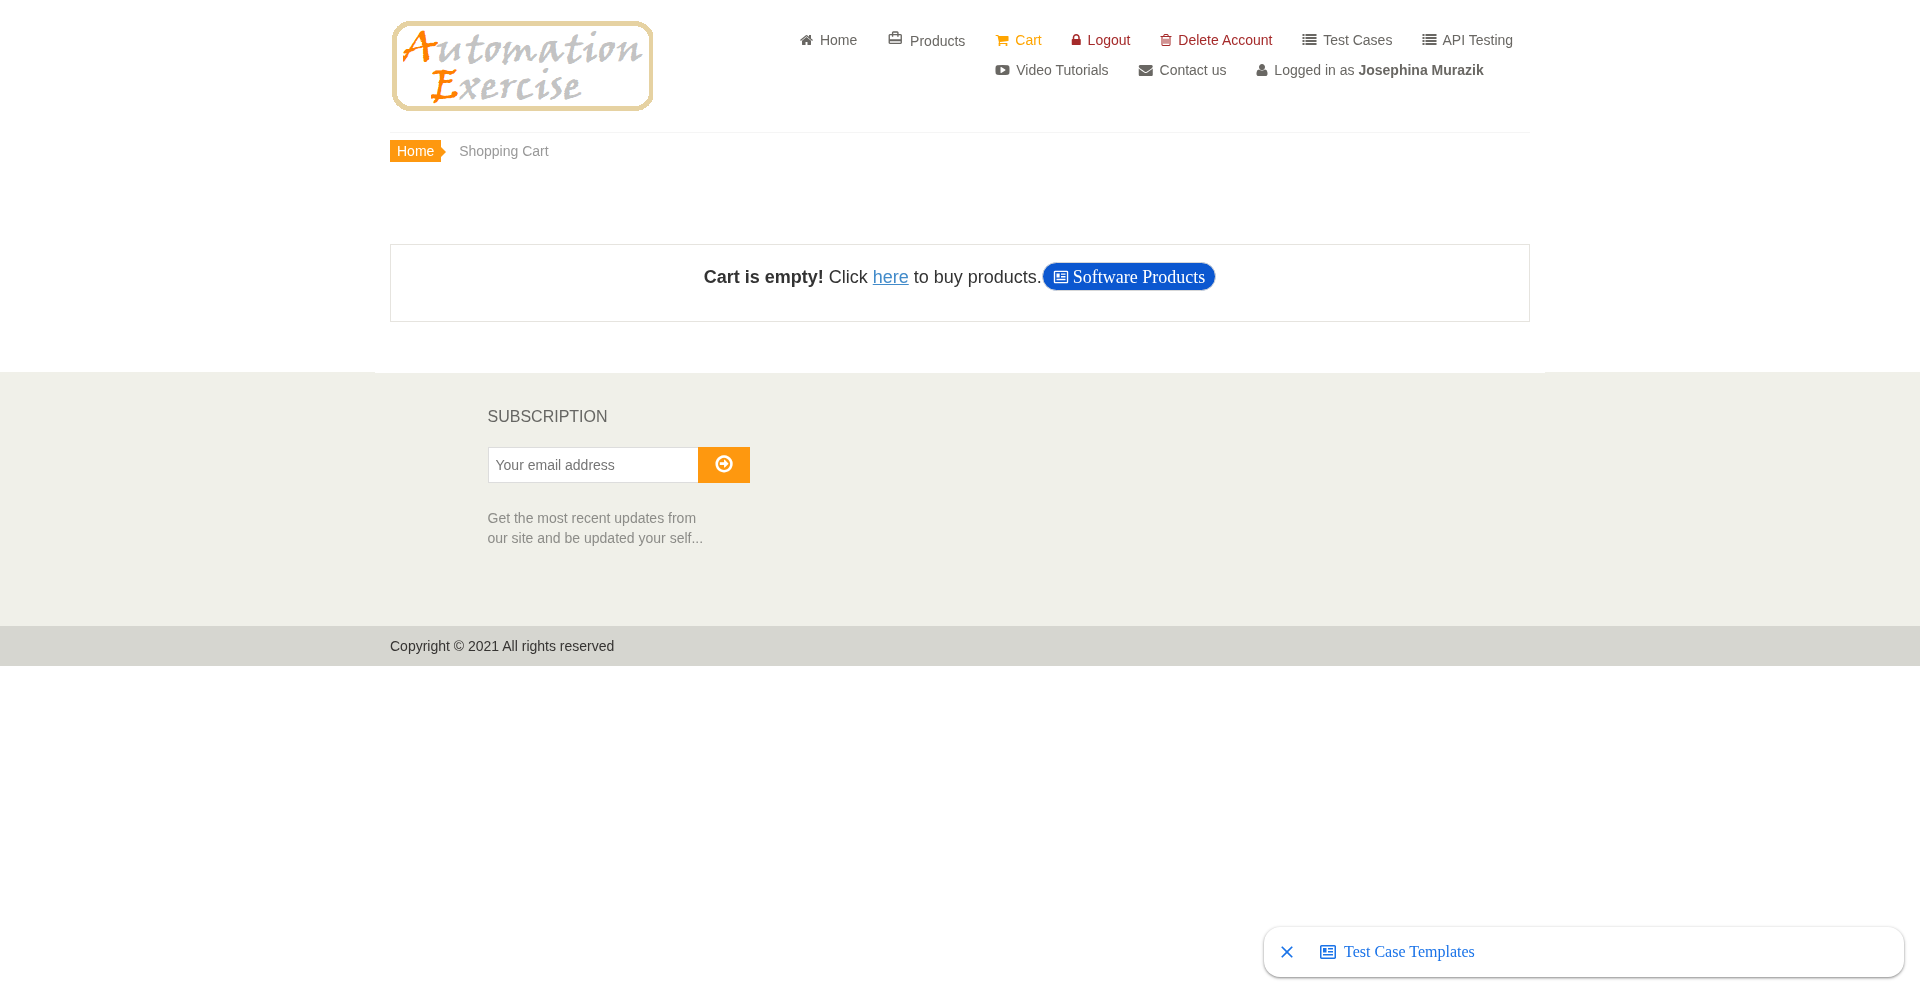 Automation
Exercise
Home
Products
Cart
Logout
Delete Account
Test Cases
API Testing
Video Tutorials
Contact us
Logged in as Josephina Murazik
Home
Shopping Cart
Cart is empty! Click here to buy products. Software Products
SUBSCRIPTION
Your email address
Get the most recent updates from
our site and be updated your self...
Copyright © 2021 All rights reserved
Test Case Templates